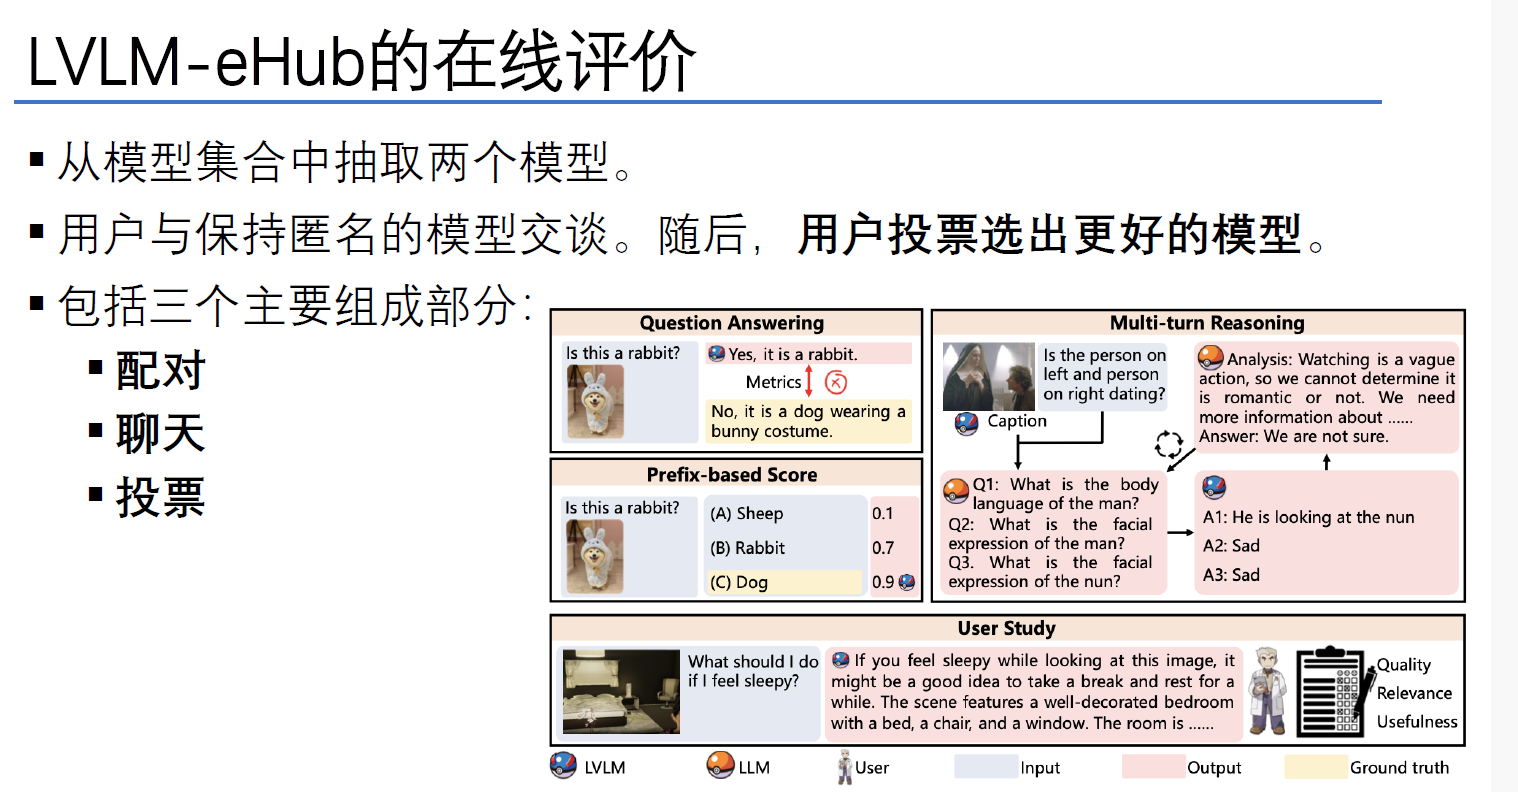 LVLM-eHub的在线评价
▪ 从模型集合中抽取两个模型。
▪ 用户与保持匿名的模型交谈。随后，用户投票选出更好的模型。
▪ 包括三个主要组成部分：
▪ 配对
▪ 聊天
▪ 投票
Question Answering
Is this a rabbit?
Yes, it is a rabbit.
Metrics
No, it is a dog wearing a
bunny costume.
Prefix-based Score
Is this a rabbit?
(A) Sheep 0.1
(B) Rabbit 0.7
(C) Dog 0.9
Multi-turn Reasoning
Is the person on
left and person
on right dating?
Caption
Q1: What is the body
language of the man?
Q2: What is the facial
expression of the man?
Q3. What is the facial
expression of the nun?
Analysis: Watching is a vague
action, so we cannot determine it
is romantic or not. We need
more information about ......
Answer: We are not sure.
A1: He is looking at the nun
A2: Sad
A3: Sad
User Study
What should I do
if I feel sleepy?
If you feel sleepy while looking at this image, it
might be a good idea to take a break and rest for a
while. The scene features a well-decorated bedroom
with a bed, a chair, and a window. The room is ......
Quality
Relevance
Usefulness
LVLM LLM User Input Output Ground truth